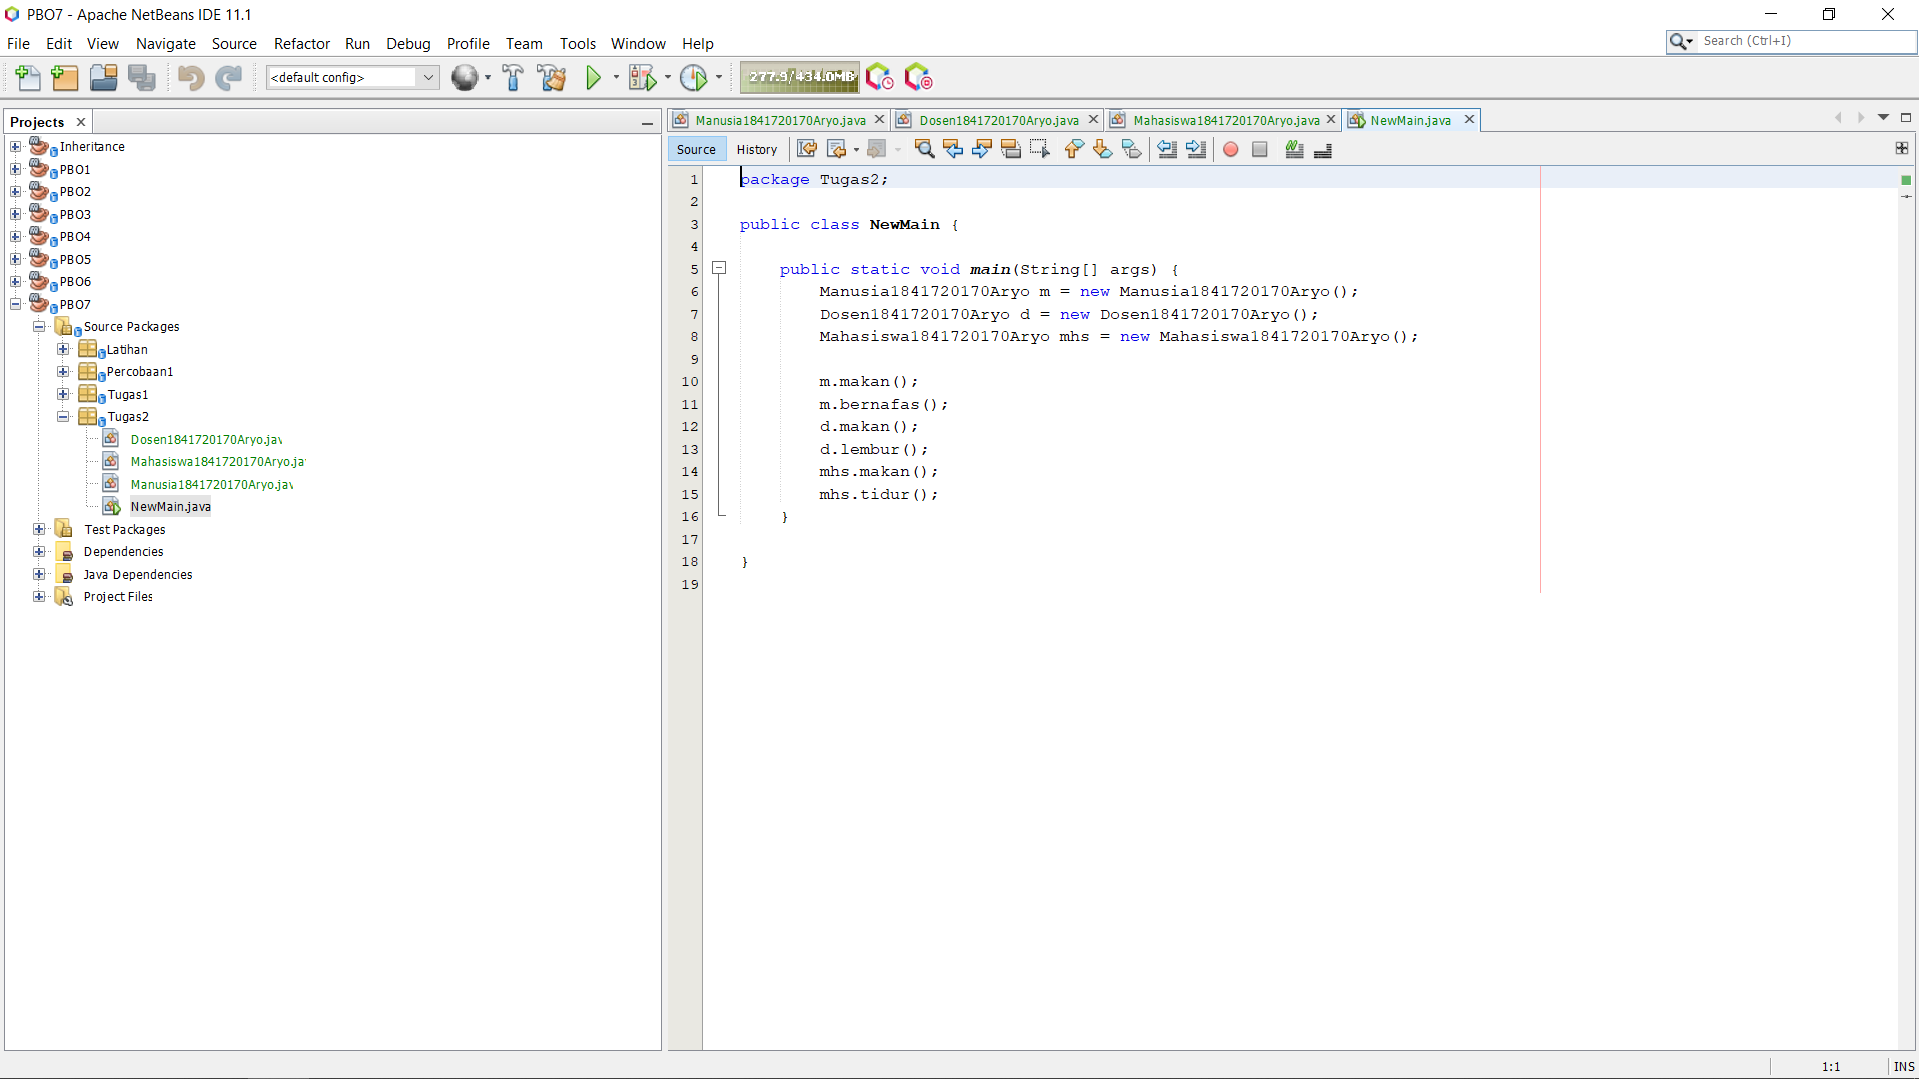 PBO7 - Apache NetBeans IDE 11.1
File Edit View Navigate Source Refactor Run Debug Profile Team Tools Window Help
Search (Ctrl+I)
<default config>
277.9/434.0MB
Projects
Inheritance
PBO1
PBO2
PBO3
PBO4
PBO5
PBO6
PBO7
Source Packages
Latihan
Percobaan1
Tugas1
Tugas2
Dosen1841720170Aryo.jav
Mahasiswa1841720170Aryo.ja
Manusia1841720170Aryo.jav
NewMain.java
Test Packages
Dependencies
Java Dependencies
Project Files
Manusia1841720170Aryo.java Dosen1841720170Aryo.java Mahasiswa1841720170Aryo.java NewMain.java
Source History
1 package Tugas2;
2
3 public class NewMain {
4
5 public static void main(String[] args) {
6 Manusia1841720170Aryo m = new Manusia1841720170Aryo();
7 Dosen1841720170Aryo d = new Dosen1841720170Aryo();
8 Mahasiswa1841720170Aryo mhs = new Mahasiswa1841720170Aryo();
9
10 m.makan();
11 m.bernafas();
12 d.makan();
13 d.lembur();
14 mhs.makan();
15 mhs.tidur();
16 }
17
18 }
19
1:1 INS